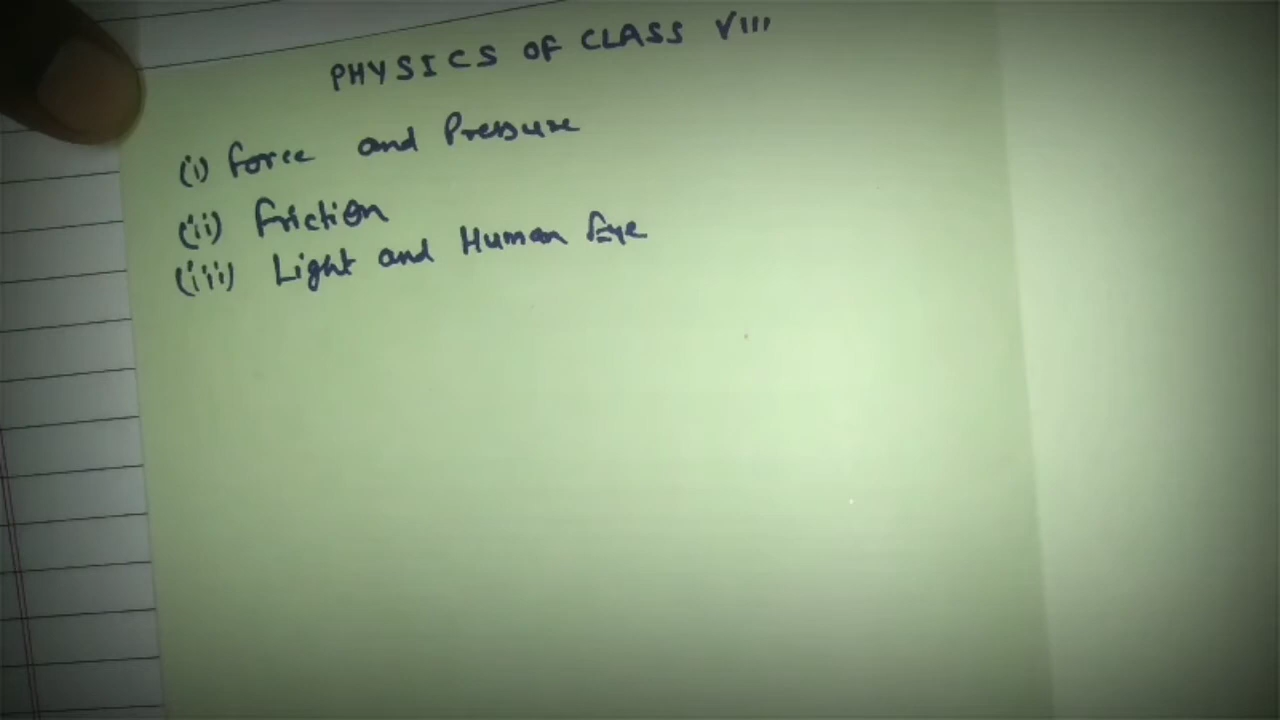 PHYSICS OF CLASS VIII
(i) Force and Pressure
(ii) Friction
(iii) Light and Human Eye